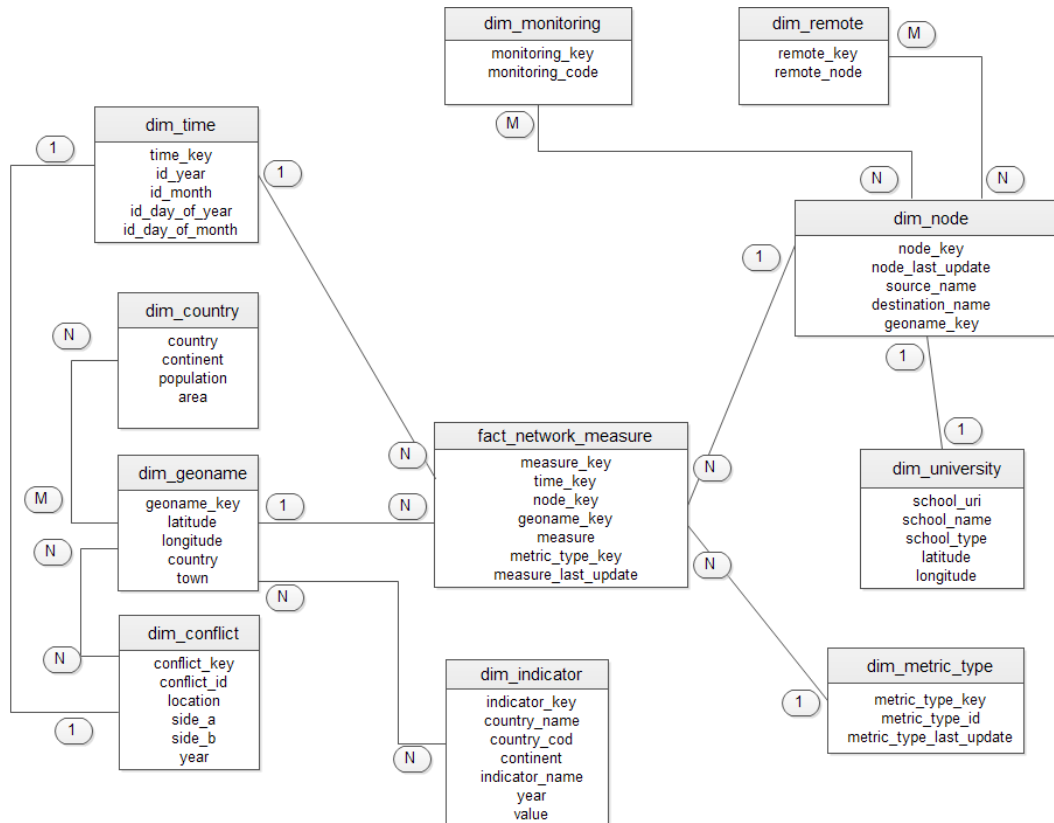 dim_monitoring
monitoring_key
monitoring_code
dim_remote
remote_key
remote_node
M
M
dim_time
time_key
id_year
id_month
id_day_of_year
id_day_of_month
1
1
N
N
dim_node
node_key
node_last_update
source_name
destination_name
geoname_key
1
1
dim_country
country
continent
population
area
N
M
dim_geoname
geoname_key
latitude
longitude
country
town
1
N
N
N
fact_network_measure
measure_key
time_key
node_key
geoname_key
measure
metric_type_key
measure_last_update
N
N
N
1
dim_university
school_uri
school_name
school_type
latitude
longitude
dim_conflict
conflict_key
conflict_id
location
side_a
side_b
year
N
1
dim_indicator
indicator_key
country_name
country_cod
continent
indicator_name
year
value
N
dim_metric_type
metric_type_key
metric_type_id
metric_type_last_update
1